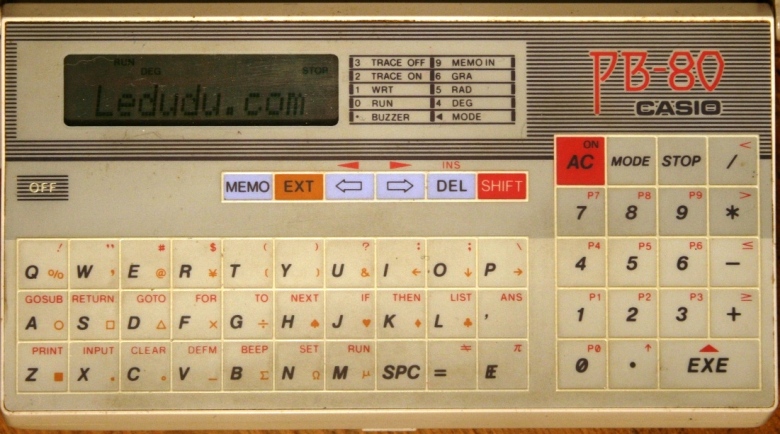 RUN
DEG STOP
Ledudu.com
3 TRACE OFF 9 MEMO IN
2 TRACE ON 6 GRA
1 WRT 5 RAD
0 RUN 4 DEG
• BUZZER ◄ MODE
PB-80
CASIO
OFF
INS
MEMO EXT ⇦ ⇨ DEL SHIFT
ON <
AC MODE STOP /
P7 P8 P9 >
7 8 9 *
P4 P5 P6 ≤
4 5 6 −
P1 P2 P3 ≥
1 2 3 +
P0 ↑
0 • EXE
! " # $ ( ) ? : ; \
Q % W ' E @ R ¥ T ( Y ) U & I ← O ↓ P →
GOSUB RETURN GOTO FOR TO NEXT IF THEN LIST ANS
A ○ S □ D △ F × G ÷ H ♠ J ♥ K ♦ L ♣ ,
PRINT INPUT CLEAR DEFM BEEP SET RUN ≠ π
Z ■ X C V _ B Σ N Ω M μ SPC = E